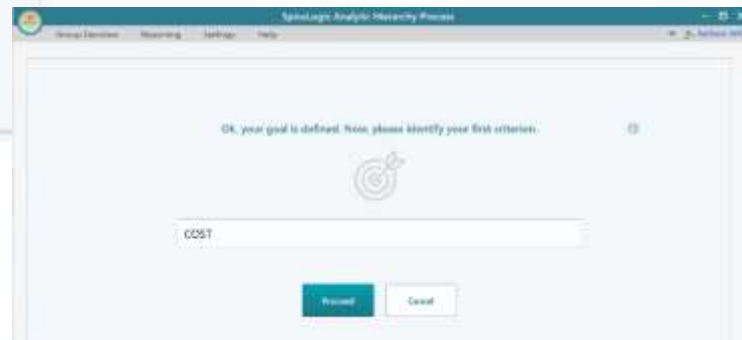 SpiceLogic Analytic Hierarchy Process
Group Decision Reporting Settings Help
Ok, your goal is defined. Now, please identify your first criterion.
COST
Proceed Cancel